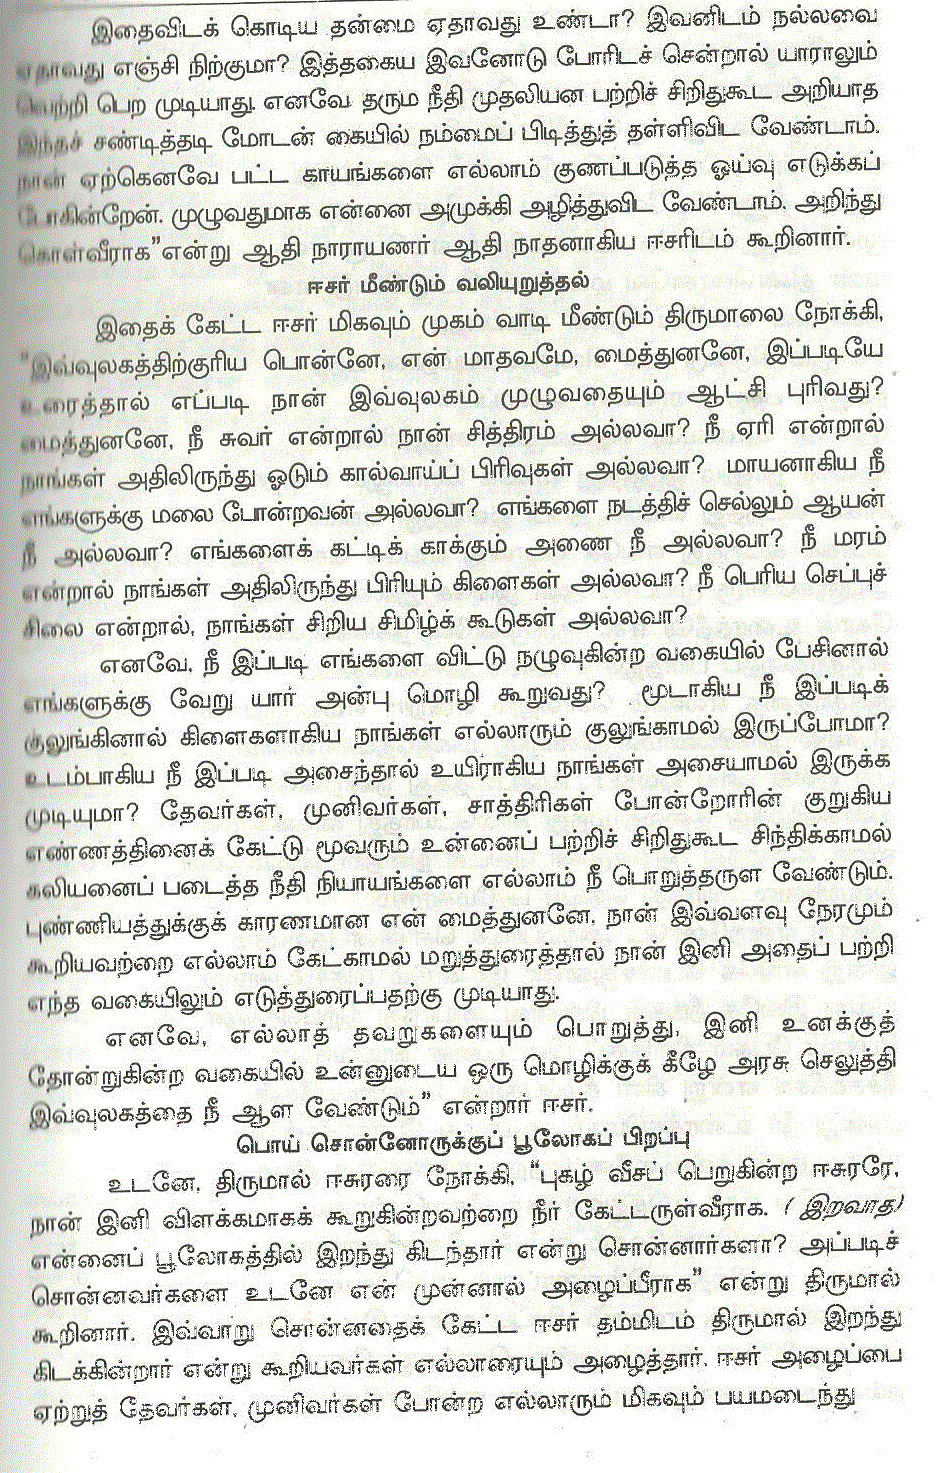 இதைவிடக் கொடிய தன்மை ஏதாவது உண்டா? இவனிடம் நல்லவை
ஏதாவது எஞ்சி நிற்குமா? இத்தகைய இவனோடு போரிடச் சென்றால் யாராலும்
வெற்றி பெற முடியாது. எனவே. தரும நீதி முதலியன பற்றிச் சிறிதுகூட அறியாத
இந்தச் சண்டித்தடி மோடன் கையில் நம்மைப் பிடித்துத் தள்ளிவிட வேண்டாம்.
நான் ஏற்கெனவே பட்ட காயங்களை எல்லாம் குணப்படுத்த ஓய்வு எடுக்கப்
போகின்றேன். முழுவதுமாக என்னை அமுக்கி அழித்துவிட வேண்டாம். அறிந்து
கொள்வீராக” என்று ஆதி நாராயணர் ஆதி நாதனாகிய ஈசரிடம் கூறினார்.
ஈசர் மீண்டும் வலியுறுத்தல்
இதைக் கேட்ட ஈசர் மிகவும் முகம் வாடி மீண்டும் திருமாலை நோக்கி,
“இவ்வுலகத்திற்குரிய பொன்னே, என் மாதவமே, மைத்துனனே, இப்படியே
உரைத்தால் எப்படி நான் இவ்வுலகம் முழுவதையும் ஆட்சி புரிவது?
மைத்துனனே, நீ சுவர் என்றால் நான் சித்திரம் அல்லவா? நீ ஏரி என்றால்
நாங்கள் அதிலிருந்து ஓடும் கால்வாய்ப் பிரிவுகள் அல்லவா? மாயனாகிய நீ
எங்களுக்கு மலை போன்றவன் அல்லவா? எங்களை நடத்திச் செல்லும் ஆயன்
நீ அல்லவா? எங்களைக் கட்டிக் காக்கும் அணை நீ அல்லவா? நீ மரம்
என்றால் நாங்கள் அதிலிருந்து பிரியும் கிளைகள் அல்லவா? நீ பெரிய செப்புச்
சிலை என்றால், நாங்கள் சிறிய சிமிழ்க் கூடுகள் அல்லவா?
எனவே, நீ இப்படி எங்களை விட்டு நழுவுகின்ற வகையில் பேசினால்
எங்களுக்கு வேறு யார் அன்பு மொழி கூறுவது? மூடாகிய நீ இப்படிக்
குலுங்கினால் கிளைகளாகிய நாங்கள் எல்லாரும் குலுங்காமல் இருப்போமா?
உடம்பாகிய நீ இப்படி அசைந்தால் உயிராகிய நாங்கள் அசையாமல் இருக்க
முடியுமா? தேவர்கள், முனிவர்கள், சாத்திரிகள் போன்றோரின் குறுகிய
எண்ணத்தினைக் கேட்டு மூவரும் உன்னைப் பற்றிச் சிறிதுகூட சிந்திக்காமல்
கலியனைப் படைத்த நீதி நியாயங்களை எல்லாம் நீ பொறுத்தருள வேண்டும்.
புண்ணியத்துக்குக் காரணமான என் மைத்துனனே, நான் இவ்வளவு நேரமும்
கூறியவற்றை எல்லாம் கேட்காமல் மறுத்துரைத்தால் நான் இனி அதைப் பற்றி
எந்த வகையிலும் எடுத்துரைப்பதற்கு முடியாது.
எனவே, எல்லாத் தவறுகளையும் பொறுத்து, இனி உனக்குத்
தோன்றுகின்ற வகையில் உன்னுடைய ஒரு மொழிக்குக் கீழே அரசு செலுத்தி
இவ்வுலகத்தை நீ ஆள வேண்டும்” என்றார் ஈசர்.
பொய் சொன்னோருக்குப் பூலோகப் பிறப்பு
உடனே, திருமால் ஈசுரரை நோக்கி, “புகழ் வீசப் பெறுகின்ற ஈசுரரே,
நான் இனி விளக்கமாகக் கூறுகின்றவற்றை நீர் கேட்டருள்வீராக. (இறவாத)
என்னைப் பூலோகத்தில் இறந்து கிடந்தார் என்று சொன்னார்களா? அப்படிச்
சொன்னவர்களை உடனே என் முன்னால் அழைப்பீராக” என்று திருமால்
கூறினார். இவ்வாறு சொன்னதைக் கேட்ட ஈசர் தம்மிடம் திருமால் இறந்து
கிடக்கின்றார் என்று கூறியவர்கள் எல்லாரையும் அழைத்தார். ஈசர் அழைப்பை
ஏற்றுத் தேவர்கள், முனிவர்கள் போன்ற எல்லாரும் மிகவும் பயமடைந்து